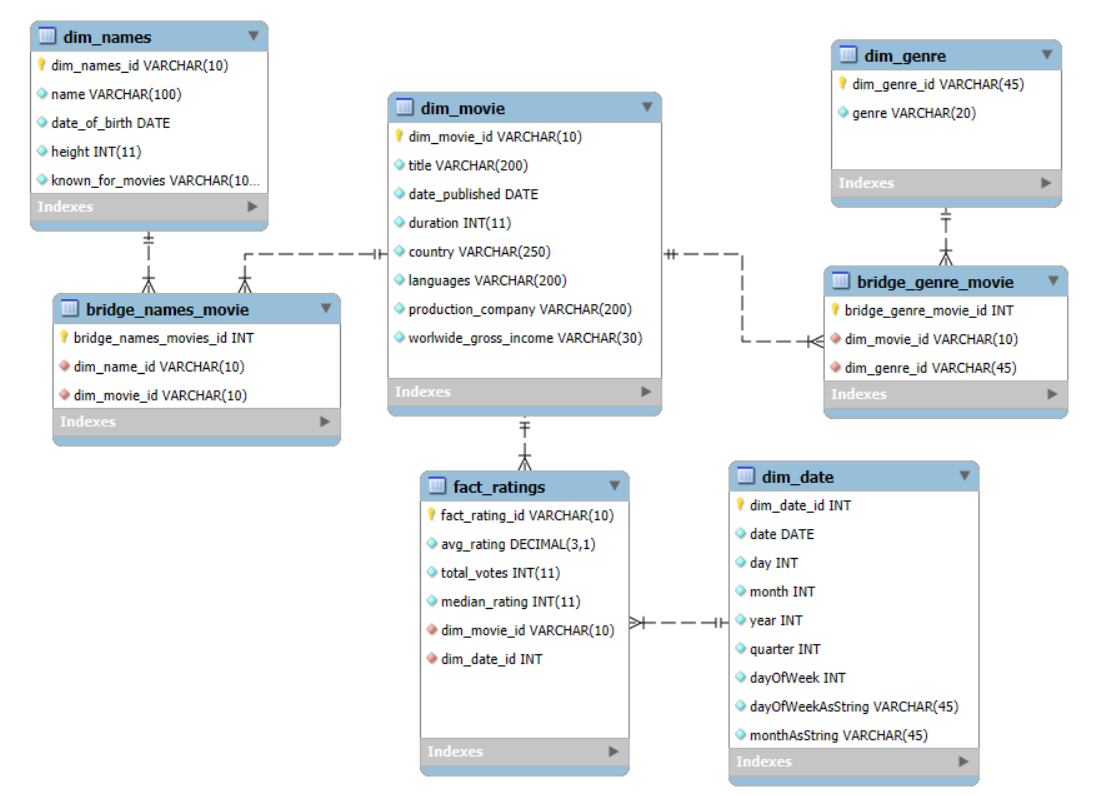 dim_names
dim_names_id VARCHAR(10)
name VARCHAR(100)
date_of_birth DATE
height INT(11)
known_for_movies VARCHAR(10...
Indexes
dim_movie
dim_movie_id VARCHAR(10)
title VARCHAR(200)
date_published DATE
duration INT(11)
country VARCHAR(250)
languages VARCHAR(200)
production_company VARCHAR(200)
worlwide_gross_income VARCHAR(30)
Indexes
dim_genre
dim_genre_id VARCHAR(45)
genre VARCHAR(20)
Indexes
bridge_names_movie
bridge_names_movies_id INT
dim_name_id VARCHAR(10)
dim_movie_id VARCHAR(10)
Indexes
bridge_genre_movie
bridge_genre_movie_id INT
dim_movie_id VARCHAR(10)
dim_genre_id VARCHAR(45)
Indexes
fact_ratings
fact_rating_id VARCHAR(10)
avg_rating DECIMAL(3,1)
total_votes INT(11)
median_rating INT(11)
dim_movie_id VARCHAR(10)
dim_date_id INT
Indexes
dim_date
dim_date_id INT
date DATE
day INT
month INT
year INT
quarter INT
dayOfWeek INT
dayOfWeekAsString VARCHAR(45)
monthAsString VARCHAR(45)
Indexes